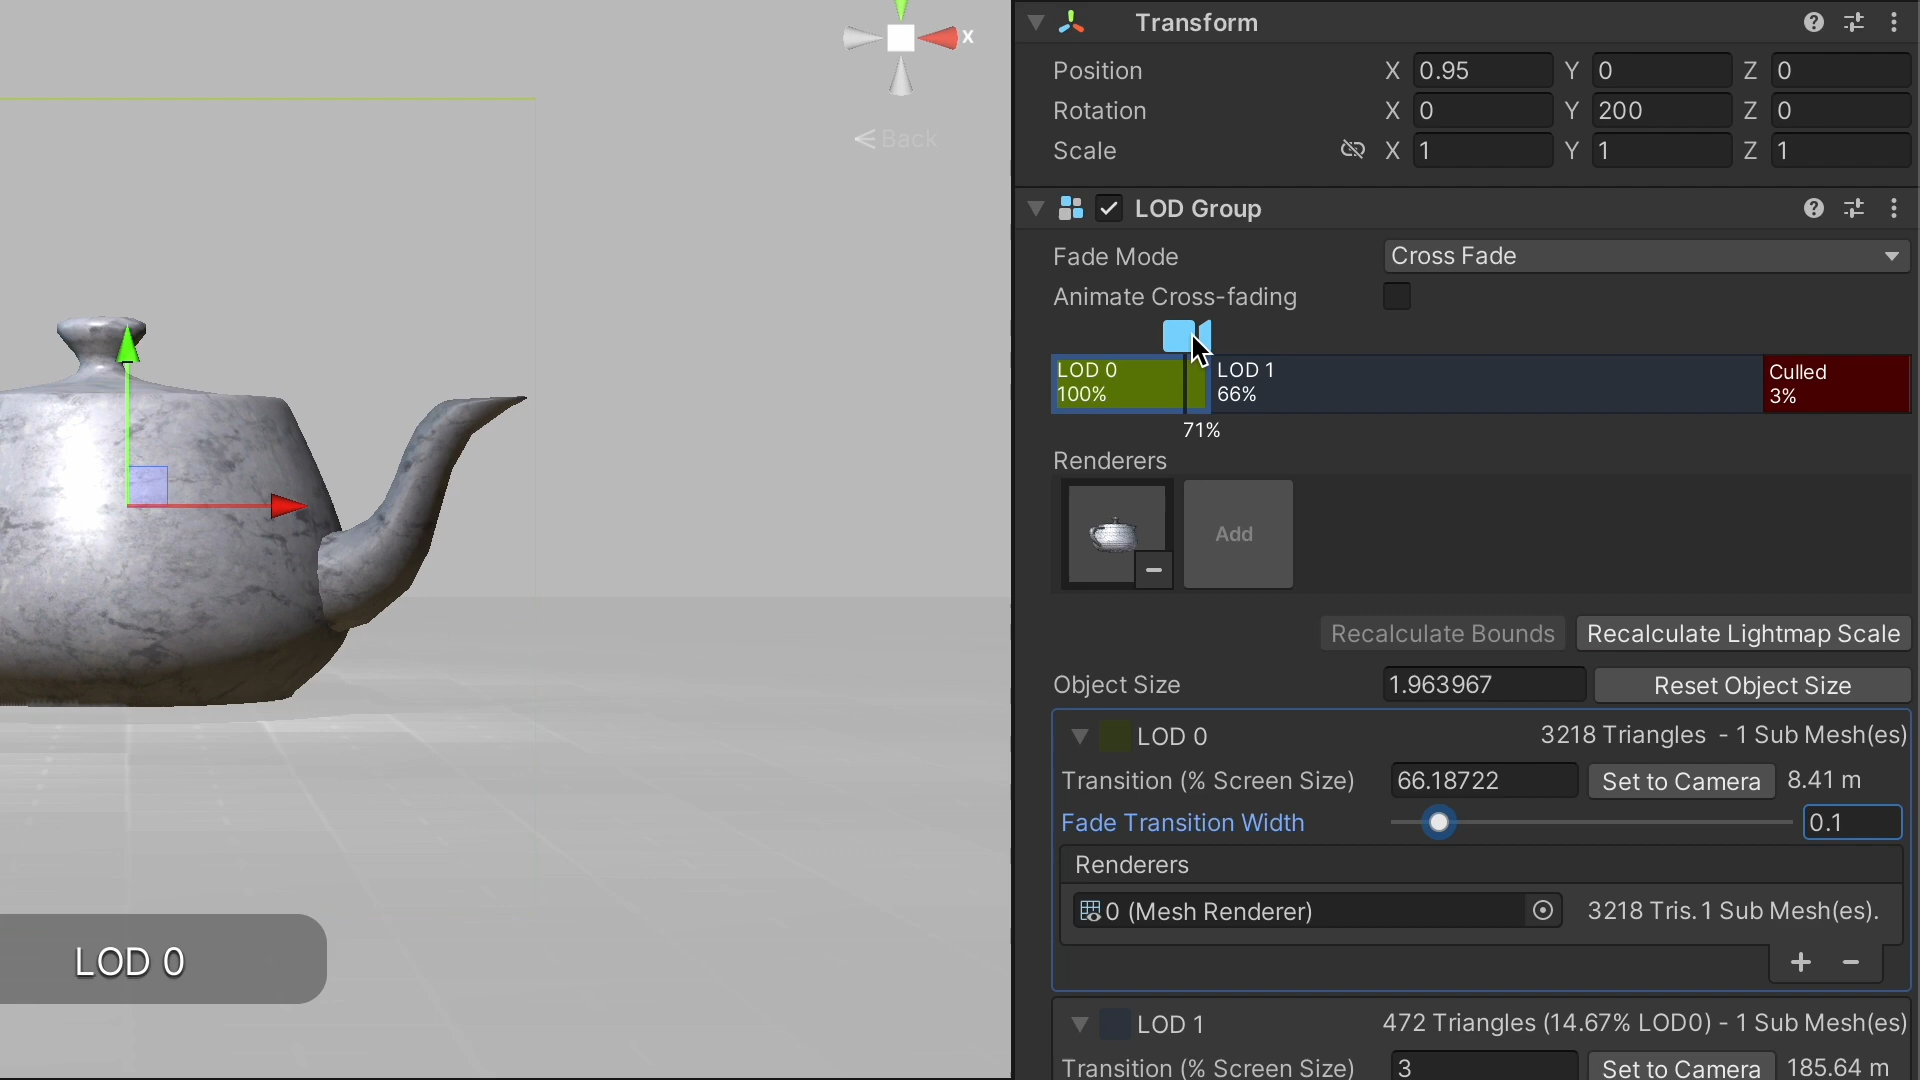 x
Back
LOD 0
Transform
Position X 0.95 Y 0 Z 0
Rotation X 0 Y 200 Z 0
Scale X 1 Y 1 Z 1
LOD Group
Fade Mode Cross Fade
Animate Cross-fading
LOD 0 LOD 1 Culled
100% 66% 3%
71%
Renderers
Add
Recalculate Bounds Recalculate Lightmap Scale
Object Size 1.963967 Reset Object Size
LOD 0 3218 Triangles - 1 Sub Mesh(es)
Transition (% Screen Size) 66.18722 Set to Camera 8.41 m
Fade Transition Width 0.1
Renderers
0 (Mesh Renderer) 3218 Tris. 1 Sub Mesh(es).
LOD 1 472 Triangles (14.67% LOD0) - 1 Sub Mesh(es)
Transition (% Screen Size) 3 Set to Camera 185.64 m